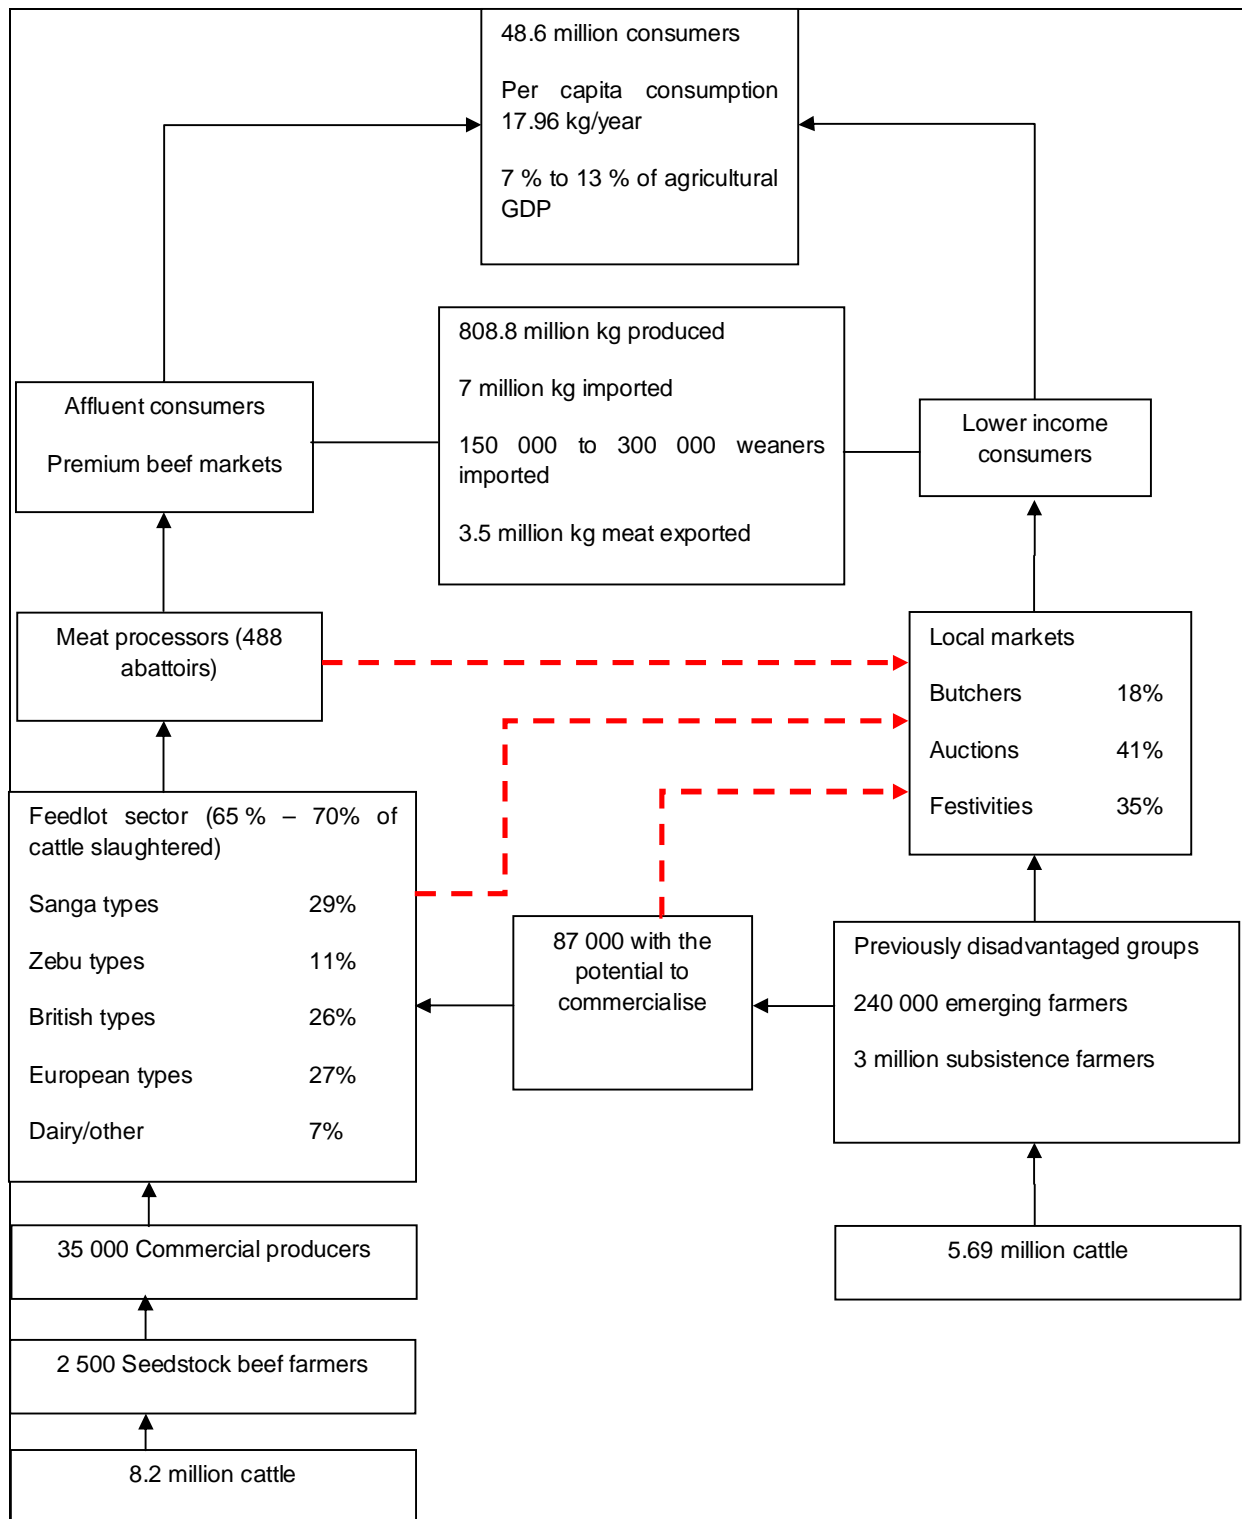 48.6 million consumers
Per capita consumption
17.96 kg/year
7 % to 13 % of agricultural
GDP
808.8 million kg produced
7 million kg imported
150 000 to 300 000 weaners
imported
3.5 million kg meat exported
Affluent consumers
Premium beef markets
Lower income
consumers
Meat processors (488
abattoirs)
Local markets
Butchers 18%
Auctions 41%
Festivities 35%
Feedlot sector (65 % – 70% of
cattle slaughtered)
Sanga types 29%
Zebu types 11%
British types 26%
European types 27%
Dairy/other 7%
87 000 with the
potential to
commercialise
Previously disadvantaged groups
240 000 emerging farmers
3 million subsistence farmers
35 000 Commercial producers
5.69 million cattle
2 500 Seedstock beef farmers
8.2 million cattle